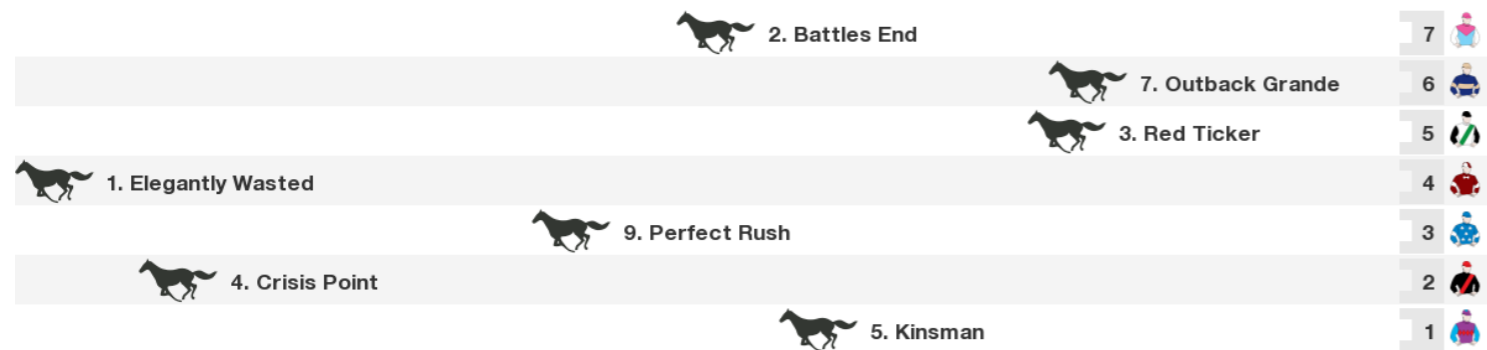 2. Battles End 7
7. Outback Grande 6
3. Red Ticker 5
1. Elegantly Wasted 4
9. Perfect Rush 3
4. Crisis Point 2
5. Kinsman 1